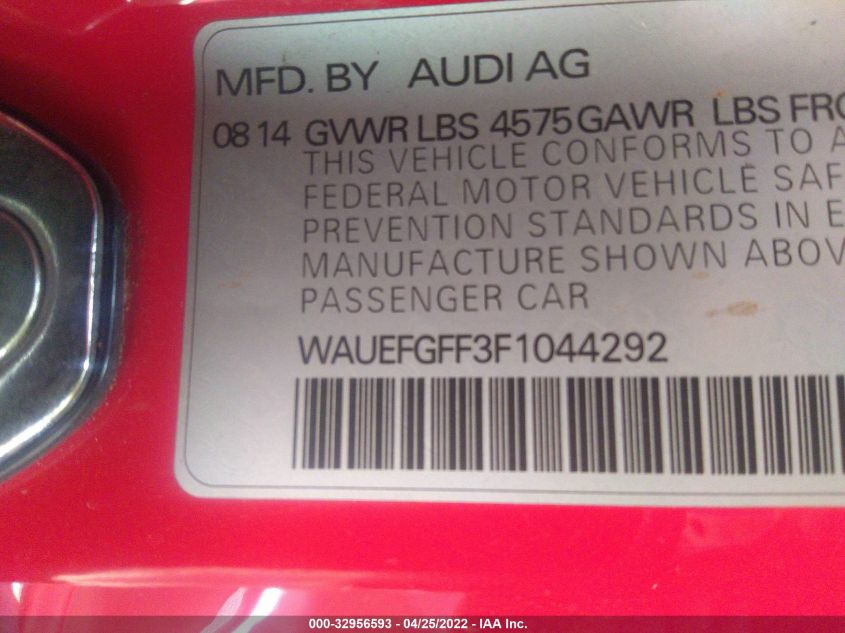 MFD. BY AUDI AG
08 14 GVWR LBS 4575 GAWR LBS FRO
THIS VEHICLE CONFORMS TO A
FEDERAL MOTOR VEHICLE SAF
PREVENTION STANDARDS IN E
MANUFACTURE SHOWN ABOV
PASSENGER CAR
WAUEFGFF3F1044292
000-32956593 - 04/25/2022 - IAA Inc.